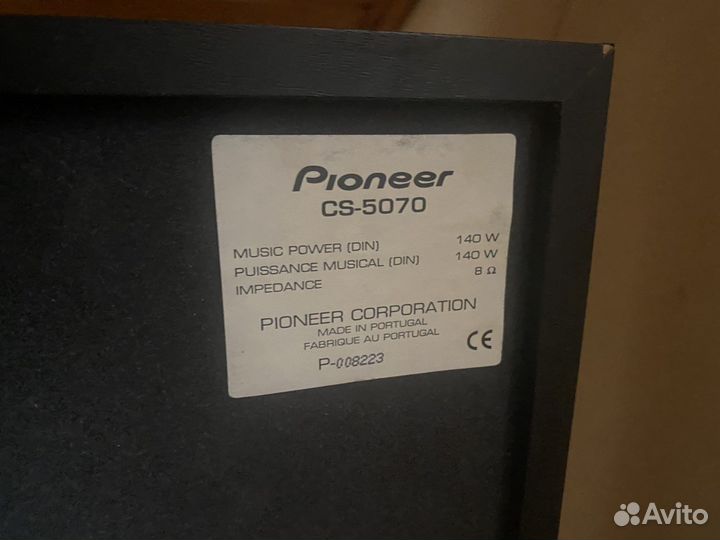 Pioneer
CS-5070
MUSIC POWER (DIN) 140 W
PUISSANCE MUSICAL (DIN) 140 W
IMPEDANCE 8 Ω
PIONEER CORPORATION
MADE IN PORTUGAL
FABRIQUE AU PORTUGAL
CE
P-008223
Avito